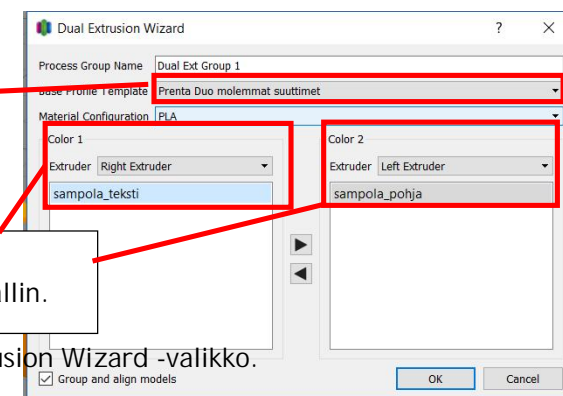 Dual Extrusion Wizard ? ×
Process Group Name Dual Ext Group 1
Base Profile Template Prenta Duo molemmat suuttimet
Material Configuration PLA
Color 1 Color 2
Extruder Right Extruder Extruder Left Extruder
sampola_teksti sampola_pohja
allin.
usion Wizard -valikko.
Group and align models OK Cancel